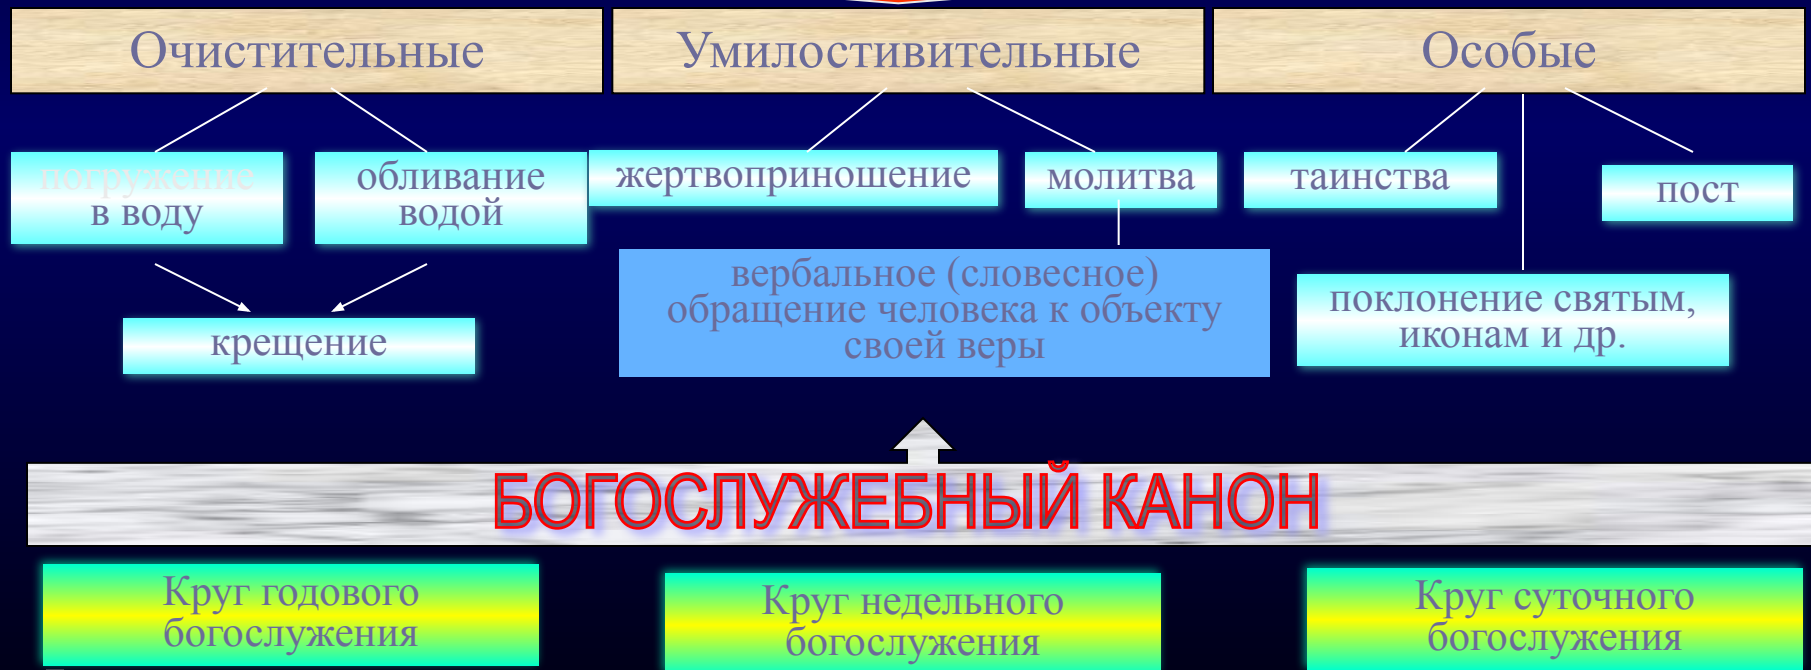 Очистительные
Умилостивительные
Особые
погружение
в воду
обливание
водой
жертвоприношение
молитва
таинства
пост
крещение
вербальное (словесное)
обращение человека к объекту
своей веры
поклонение святым,
иконам и др.
БОГОСЛУЖЕБНЫЙ КАНОН
Круг годового
богослужения
Круг недельного
богослужения
Круг суточного
богослужения